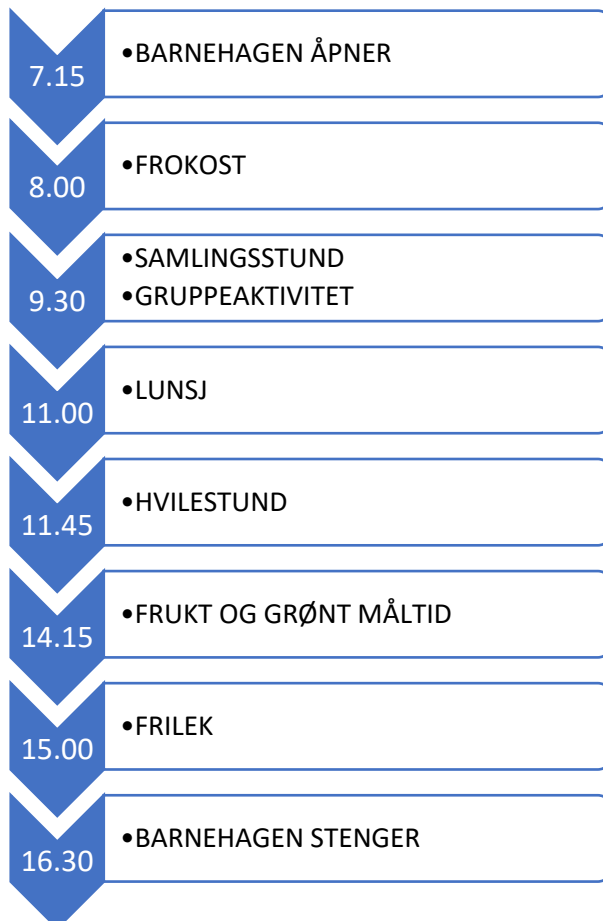 7.15
•BARNEHAGEN ÅPNER
8.00
•FROKOST
9.30
•SAMLINGSSTUND
•GRUPPEAKTIVITET
11.00
•LUNSJ
11.45
•HVILESTUND
14.15
•FRUKT OG GRØNT MÅLTID
15.00
•FRILEK
16.30
•BARNEHAGEN STENGER